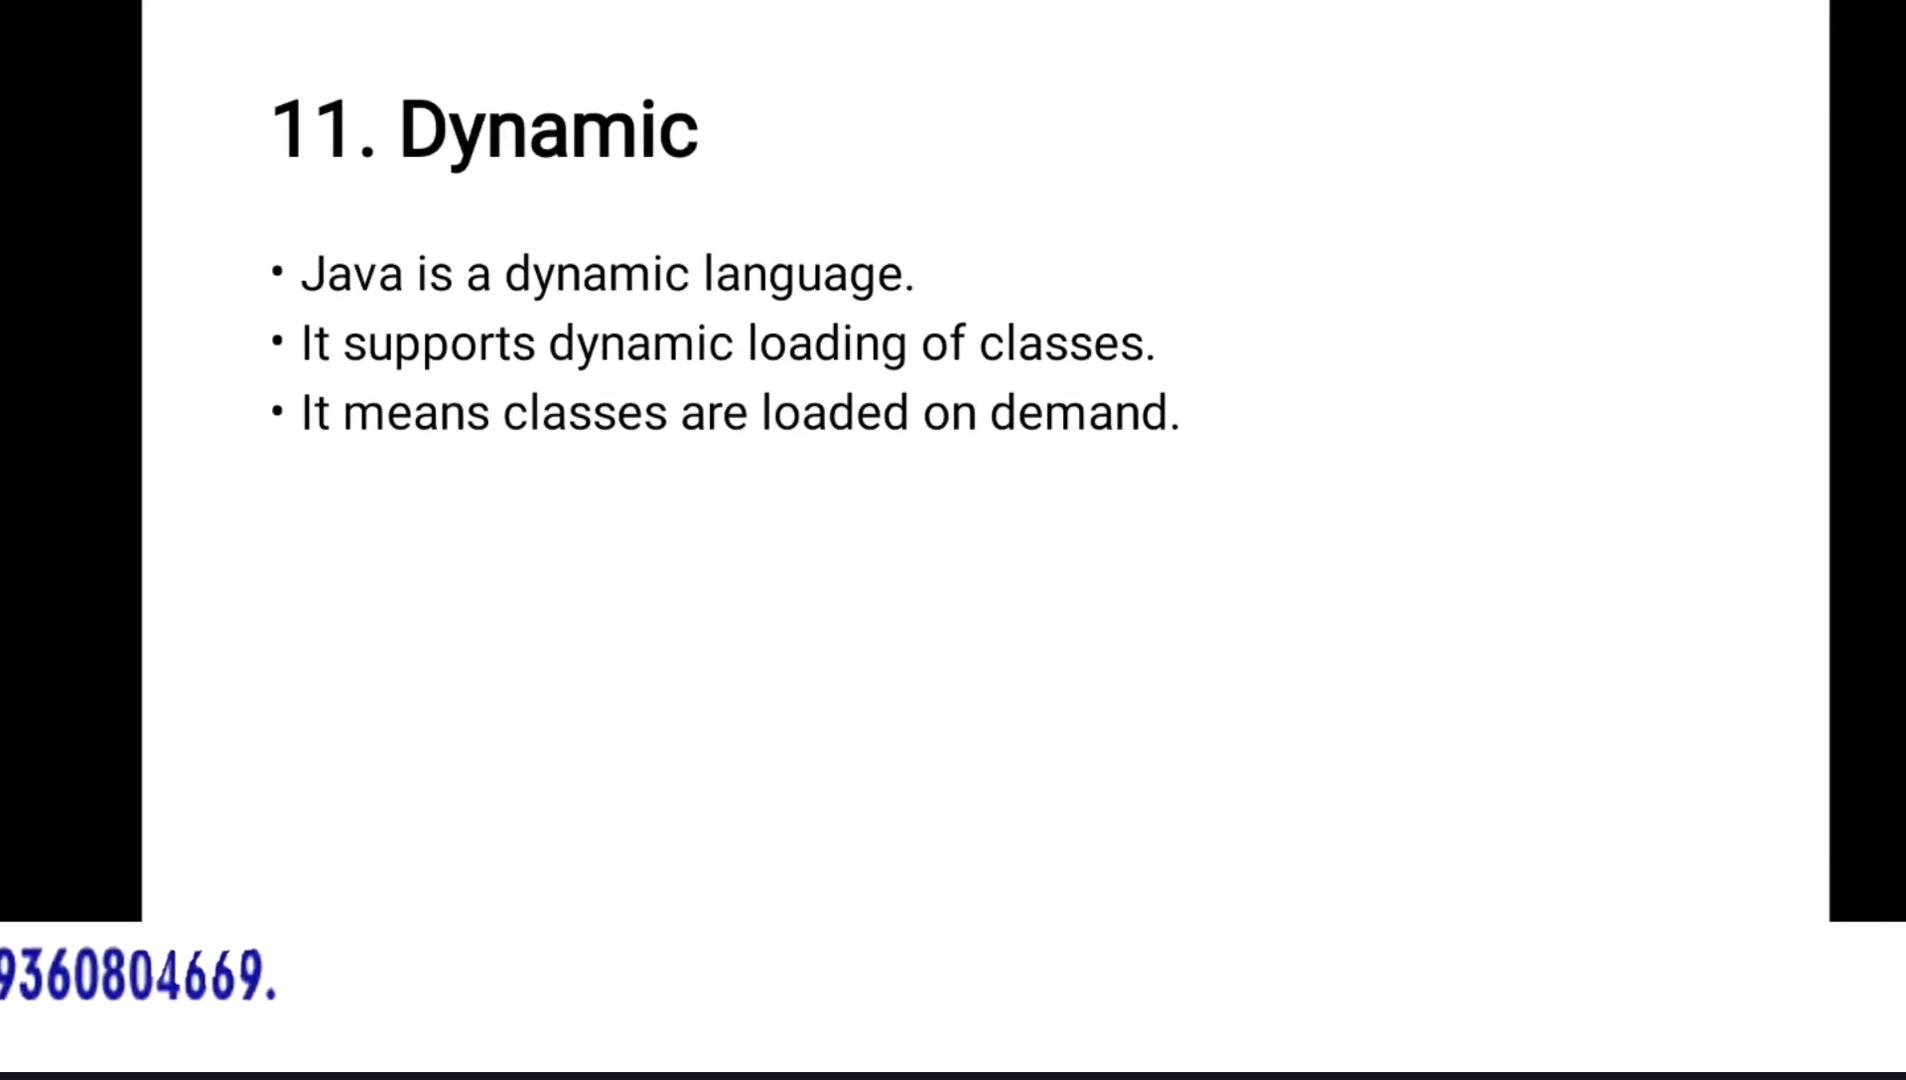 11. Dynamic
• Java is a dynamic language.
• It supports dynamic loading of classes.
• It means classes are loaded on demand.
9360804669.